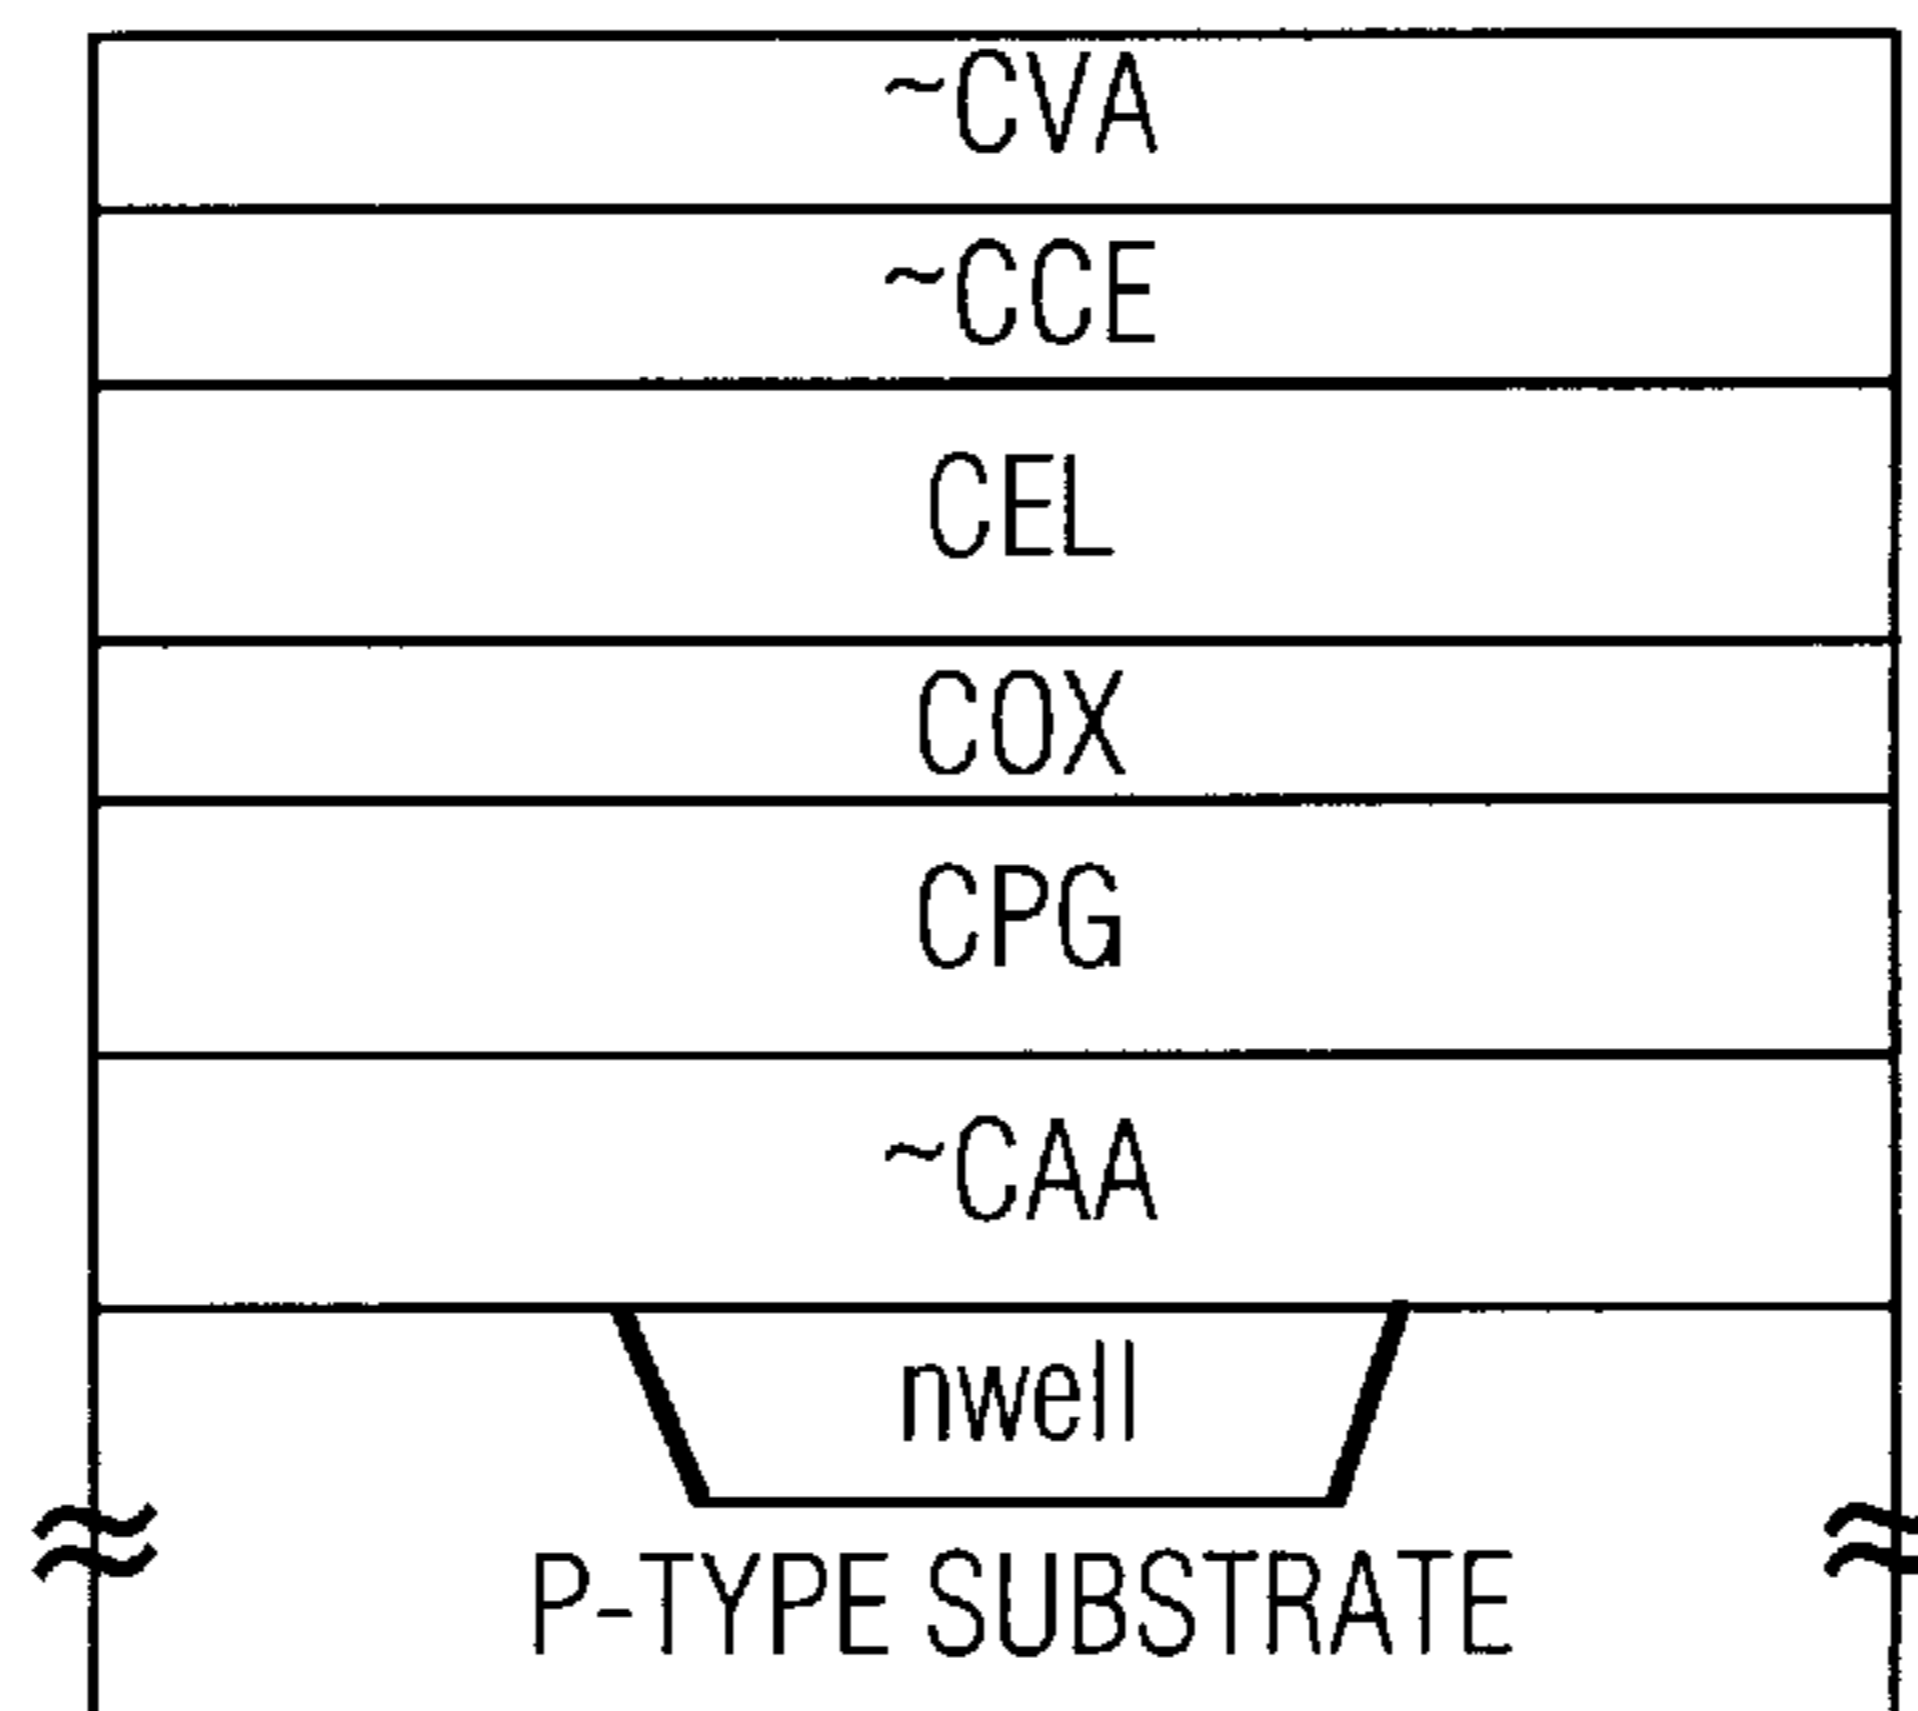 ~CVA
~CCE
CEL
COX
CPG
~CAA
nwell
P-TYPE SUBSTRATE